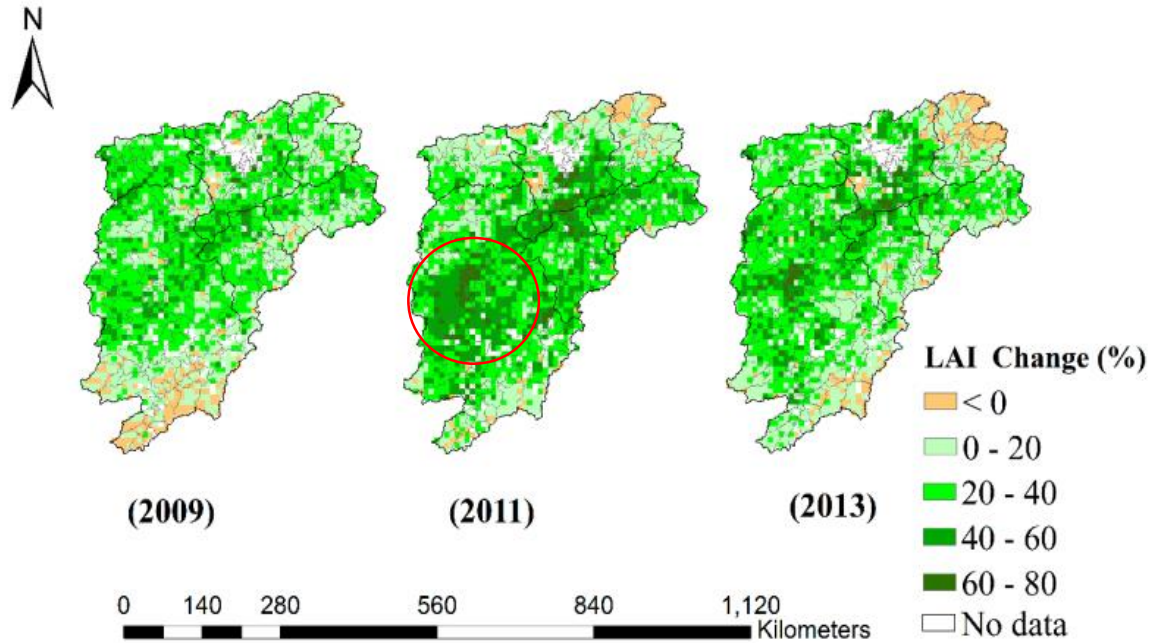 N
(2009)
(2011)
(2013)
LAI Change (%)
< 0
0 - 20
20 - 40
40 - 60
60 - 80
No data
0 140 280 560 840 1,120
Kilometers